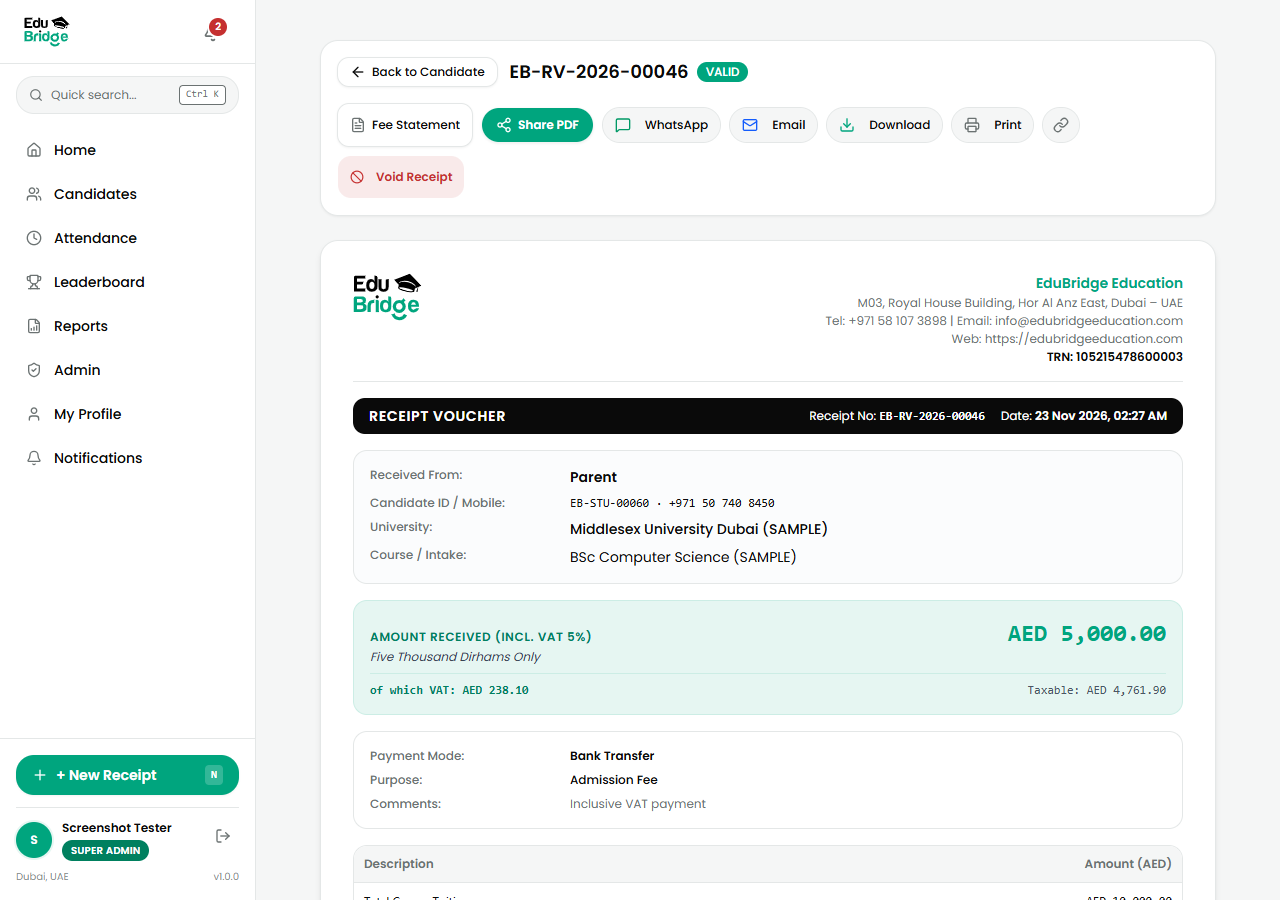 Edu
Bridge
2
Quick search...
Ctrl K
Home
Candidates
Attendance
Leaderboard
Reports
Admin
My Profile
Notifications
+ New Receipt
N
S
Screenshot Tester
SUPER ADMIN
Dubai, UAE
v1.0.0
Back to Candidate
EB-RV-2026-00046
VALID
Fee Statement
Share PDF
WhatsApp
Email
Download
Print
Void Receipt
Edu
Bridge
EduBridge Education
M03, Royal House Building, Hor Al Anz East, Dubai – UAE
Tel: +971 58 107 3898 | Email: info@edubridgeeducation.com
Web: https://edubridgeeducation.com
TRN: 105215478600003
RECEIPT VOUCHER
Receipt No: EB-RV-2026-00046 Date: 23 Nov 2026, 02:27 AM
Received From: Parent
Candidate ID / Mobile: EB-STU-00060 · +971 50 740 8450
University: Middlesex University Dubai (SAMPLE)
Course / Intake: BSc Computer Science (SAMPLE)
AMOUNT RECEIVED (INCL. VAT 5%) AED 5,000.00
Five Thousand Dirhams Only
of which VAT: AED 238.10 Taxable: AED 4,761.90
Payment Mode: Bank Transfer
Purpose: Admission Fee
Comments: Inclusive VAT payment
Description Amount (AED)